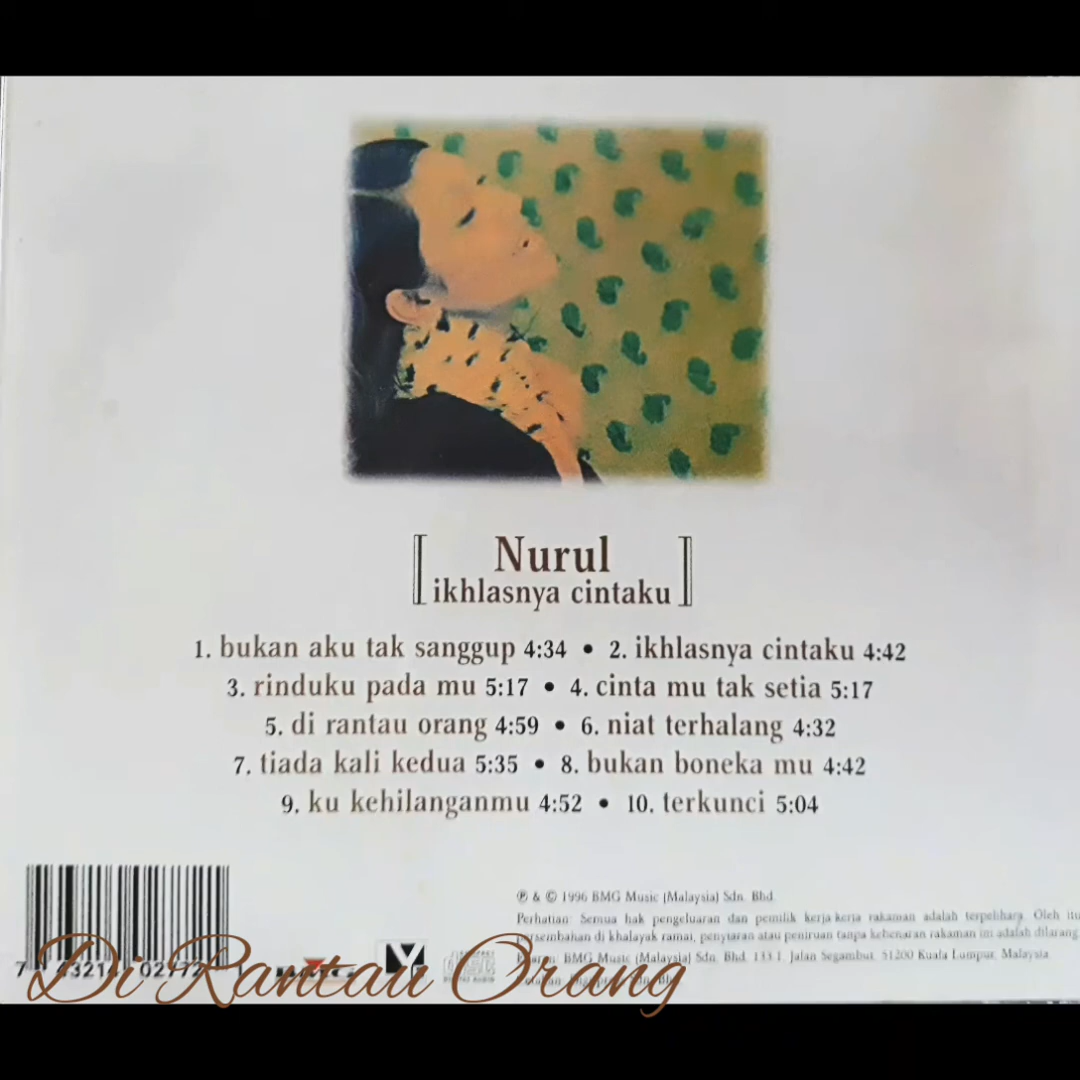 Nurul
ikhlasnya cintaku
1. bukan aku tak sanggup 4:34 • 2. ikhlasnya cintaku 4:42
3. rinduku pada mu 5:17 • 4. cinta mu tak setia 5:17
5. di rantau orang 4:59 • 6. niat terhalang 4:32
7. tiada kali kedua 5:35 • 8. bukan boneka mu 4:42
9. ku kehilanganmu 4:52 • 10. terkunci 5:04
℗ & © 1996 BMG Music (Malaysia) Sdn. Bhd.
Perhatian: Semua hak pengeluaran dan pemilik kerja-kerja rakaman adalah terpelihara. Oleh itu
di khalayak ramai, penyiaran atau peniruan tanpa kebenaran rakaman ini adalah dilarang.
BMG Music (Malaysia) Sdn. Bhd. 133.1. Jalan Segambut. 51200 Kuala Lumpur, Malaysia.
Di Rantau Orang